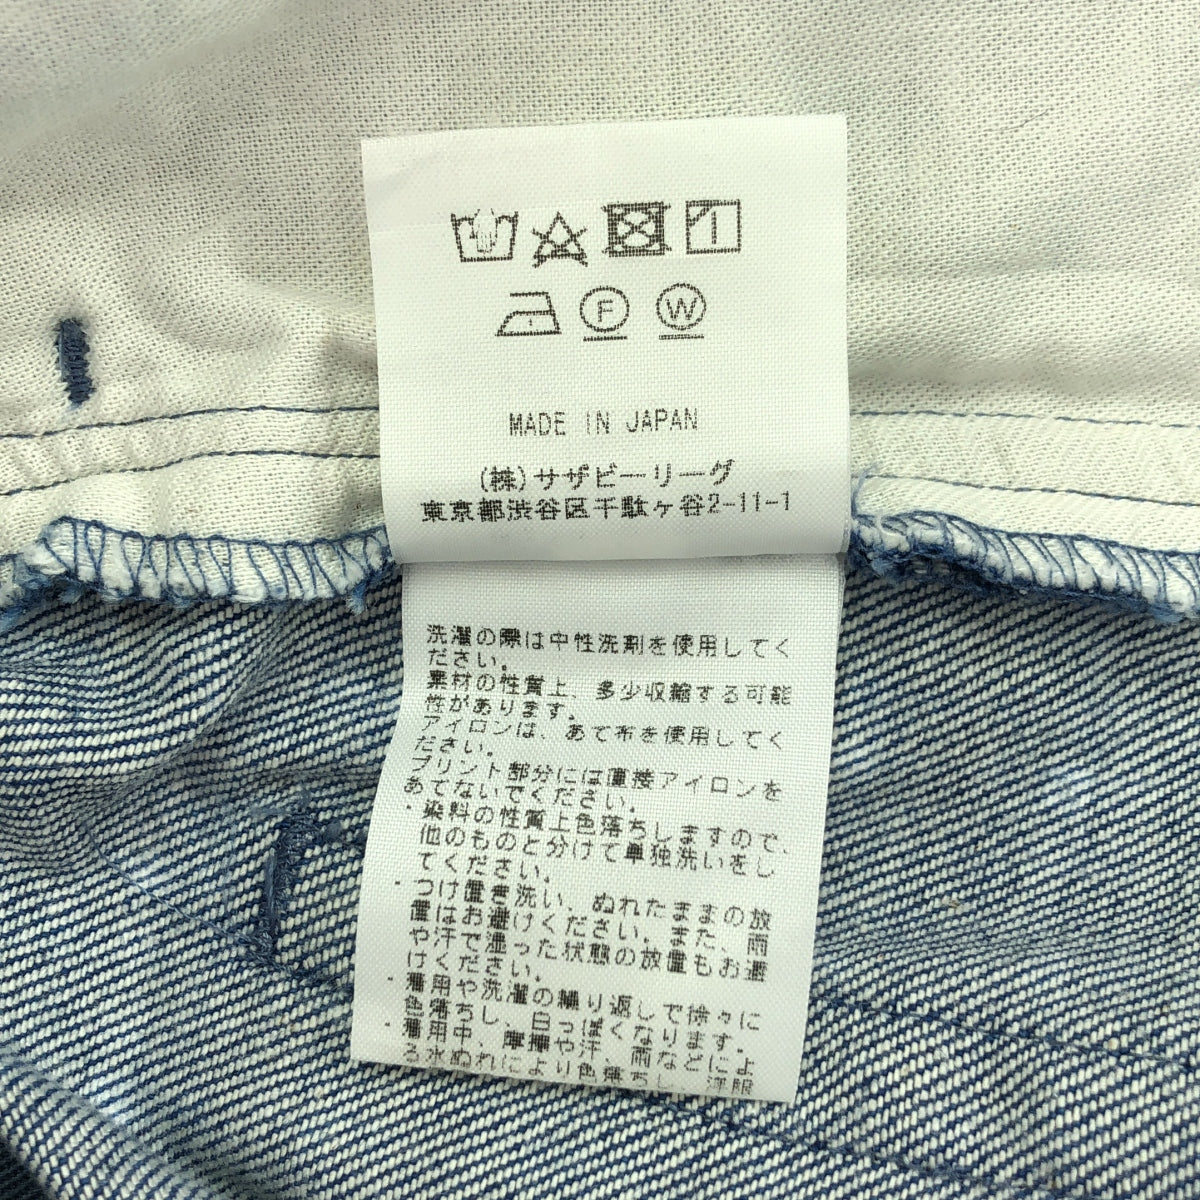 1
F
W
MADE IN JAPAN
(株)サザビーリーグ
東京都渋谷区千駄ヶ谷2-11-1
洗濯の際は中性洗剤を使用してく
ださい。
素材の性質上、多少収縮する可能
性があります。
アイロンは、あて布を使用してく
ださい。
プリント部分には直接アイロンを
あてないでください。
・染料の性質上色落ちしますので、
他のものと分けて単独洗いをし
てください。
・つけ置き洗い、ぬれたままの放
置はお避けください。また、雨
や汗で湿った状態の放置もお避
けください。
・着用や洗濯の繰り返しで徐々に
色落ちし、白っぽくなります。
・着用中、摩擦や汗、雨などによ
る水ぬれにより色落ちし、洋服